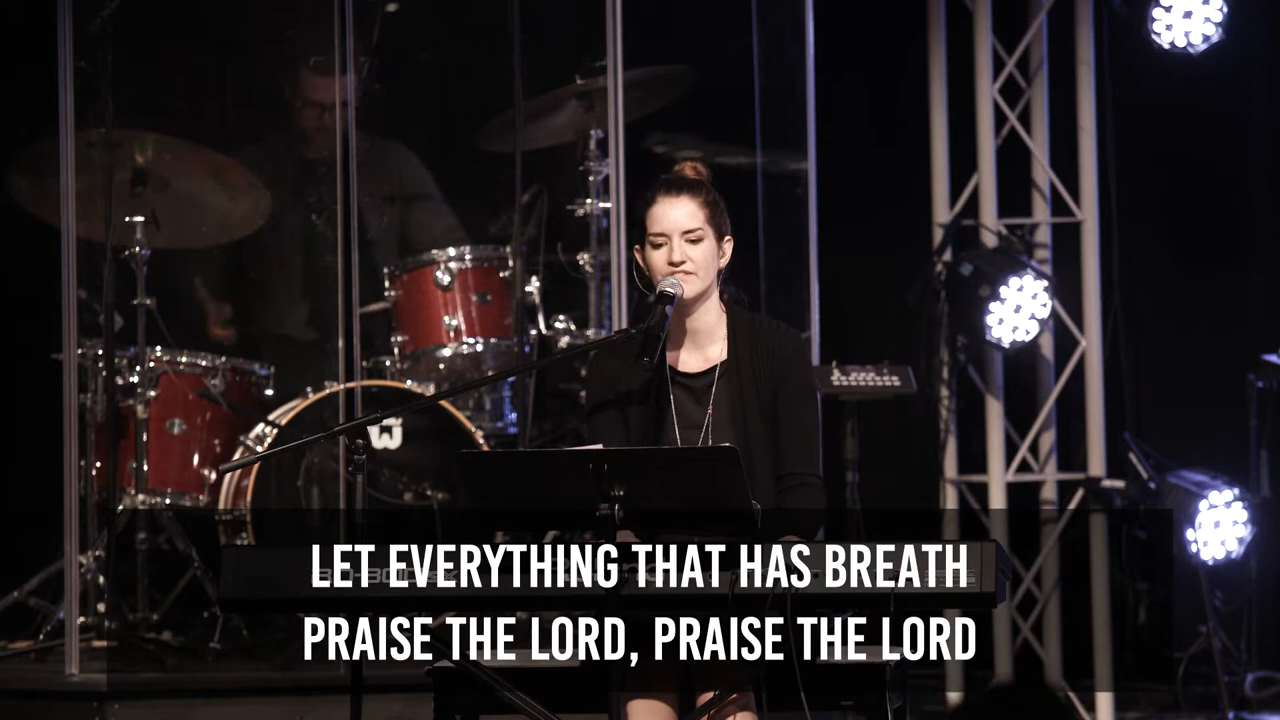 LET EVERYTHING THAT HAS BREATH
PRAISE THE LORD, PRAISE THE LORD